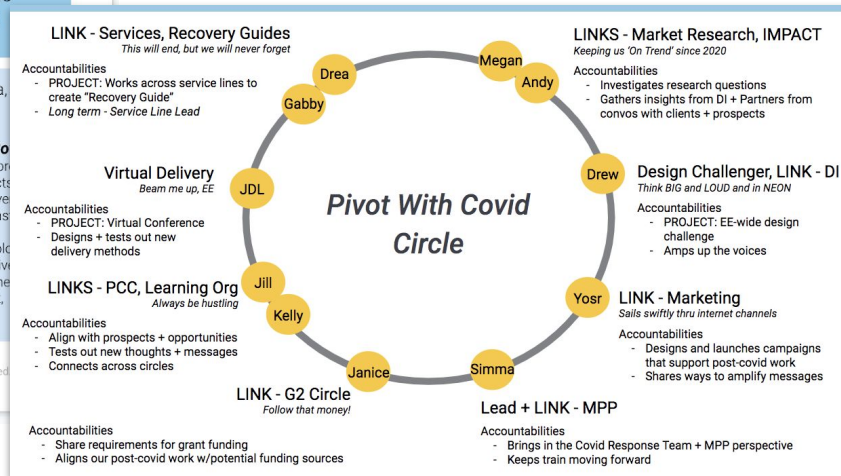 LINK - Services, Recovery Guides
This will end, but we will never forget
Accountabilities
- PROJECT: Works across service lines to
create "Recovery Guide"
- Long term - Service Line Lead
Drea
Gabby
Megan
Andy
LINKS - Market Research, IMPACT
Keeping us 'On Trend' since 2020
Accountabilities
- Investigates research questions
- Gathers insights from DI + Partners from
convos with clients + prospects
Virtual Delivery
Beam me up, EE
Accountabilities
- PROJECT: Virtual Conference
- Designs + tests out new
delivery methods
JDL
Pivot With Covid
Circle
Drew
Design Challenger, LINK - DI
Think BIG and LOUD and in NEON
Accountabilities
- PROJECT: EE-wide design
challenge
- Amps up the voices
LINKS - PCC, Learning Org
Always be hustling
Accountabilities
- Align with prospects + opportunities
- Tests out new thoughts + messages
- Connects across circles
Jill
Kelly
Yosr
LINK - Marketing
Sails swiftly thru internet channels
Accountabilities
- Designs and launches campaigns
that support post-covid work
- Shares ways to amplify messages
Janice
LINK - G2 Circle
Follow that money!
Accountabilities
- Share requirements for grant funding
- Aligns our post-covid work w/potential funding sources
Simma
Lead + LINK - MPP
Accountabilities
- Brings in the Covid Response Team + MPP perspective
- Keeps train moving forward